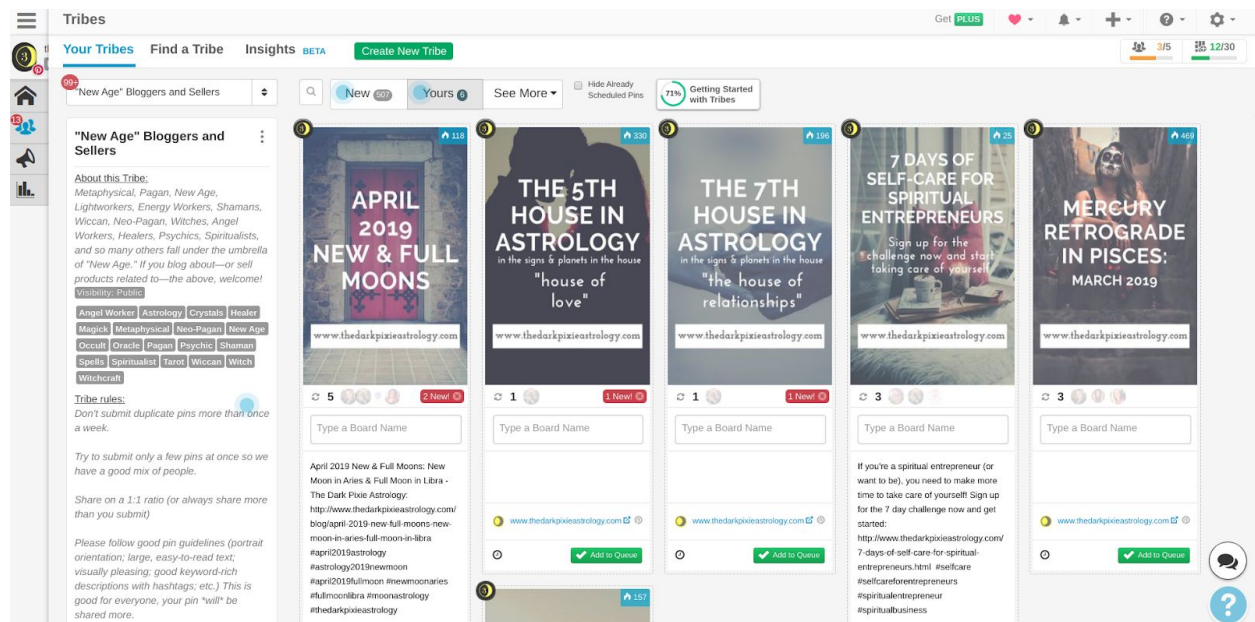 Tribes
Get PLUS
Your Tribes Find a Tribe Insights BETA Create New Tribe
3/5 12/30
99+
"New Age" Bloggers and Sellers
New 507 Yours 6 See More
Hide Already
Scheduled Pins
71% Getting Started
with Tribes
13
"New Age" Bloggers and
Sellers
About this Tribe:
Metaphysical, Pagan, New Age,
Lightworkers, Energy Workers, Shamans,
Wiccan, Neo-Pagan, Witches, Angel
Workers, Healers, Psychics, Spiritualists,
and so many others fall under the umbrella
of "New Age." If you blog about—or sell
products related to—the above, welcome!
Visibility: Public
Angel Worker Astrology Crystals Healer
Magick Metaphysical Neo-Pagan New Age
Occult Oracle Pagan Psychic Shaman
Spells Spiritualist Tarot Wiccan Witch
Witchcraft
Tribe rules:
Don't submit duplicate pins more than once
a week.
Try to submit only a few pins at once so we
have a good mix of people.
Share on a 1:1 ratio (or always share more
than you submit)
Please follow good pin guidelines (portrait
orientation; large, easy-to-read text;
visually pleasing; good keyword-rich
descriptions with hashtags; etc.) This is
good for everyone, your pin *will* be
shared more.
3
118
APRIL
2019
NEW & FULL
MOONS
www.thedarkpixieastrology.com
5 2 New!
Type a Board Name
April 2019 New & Full Moons: New
Moon in Aries & Full Moon in Libra -
The Dark Pixie Astrology:
http://www.thedarkpixieastrology.com/
blog/april-2019-new-full-moons-new-
moon-in-aries-full-moon-in-libra
#april2019astrology
#astrology2019newmoon
#april2019fullmoon #newmoonaries
#fullmoonlibra #moonastrology
#thedarkpixieastrology
3
330
THE 5TH
HOUSE IN
ASTROLOGY
in the signs & planets in the house
"house of
love"
www.thedarkpixieastrology.com
1 1 New!
Type a Board Name
www.thedarkpixieastrology.com
Add to Queue
3
157
3
196
THE 7TH
HOUSE IN
ASTROLOGY
in the signs & planets in the house
"the house of
relationships"
www.thedarkpixieastrology.com
1 1 New!
Type a Board Name
www.thedarkpixieastrology.com
Add to Queue
3
25
7 DAYS OF
SELF-CARE FOR
SPIRITUAL
ENTREPRENEURS
Sign up for the
challenge now and start
taking care of yourself
www.thedarkpixieastrology.com
3
Type a Board Name
If you're a spiritual entrepreneur (or
want to be), you need to make more
time to take care of yourself! Sign up
for the 7 day challenge now and get
started:
http://www.thedarkpixieastrology.com/
7-days-of-self-care-for-spiritual-
entrepreneurs.html #selfcare
#selfcareforentrepreneurs
#spiritualentrepreneur
#spiritualbusiness
3
469
MERCURY
RETROGRADE
IN PISCES:
MARCH 2019
www.thedarkpixieastrology.com
3
Type a Board Name
www.thedarkpixieastrology.com
Add to Queue
?